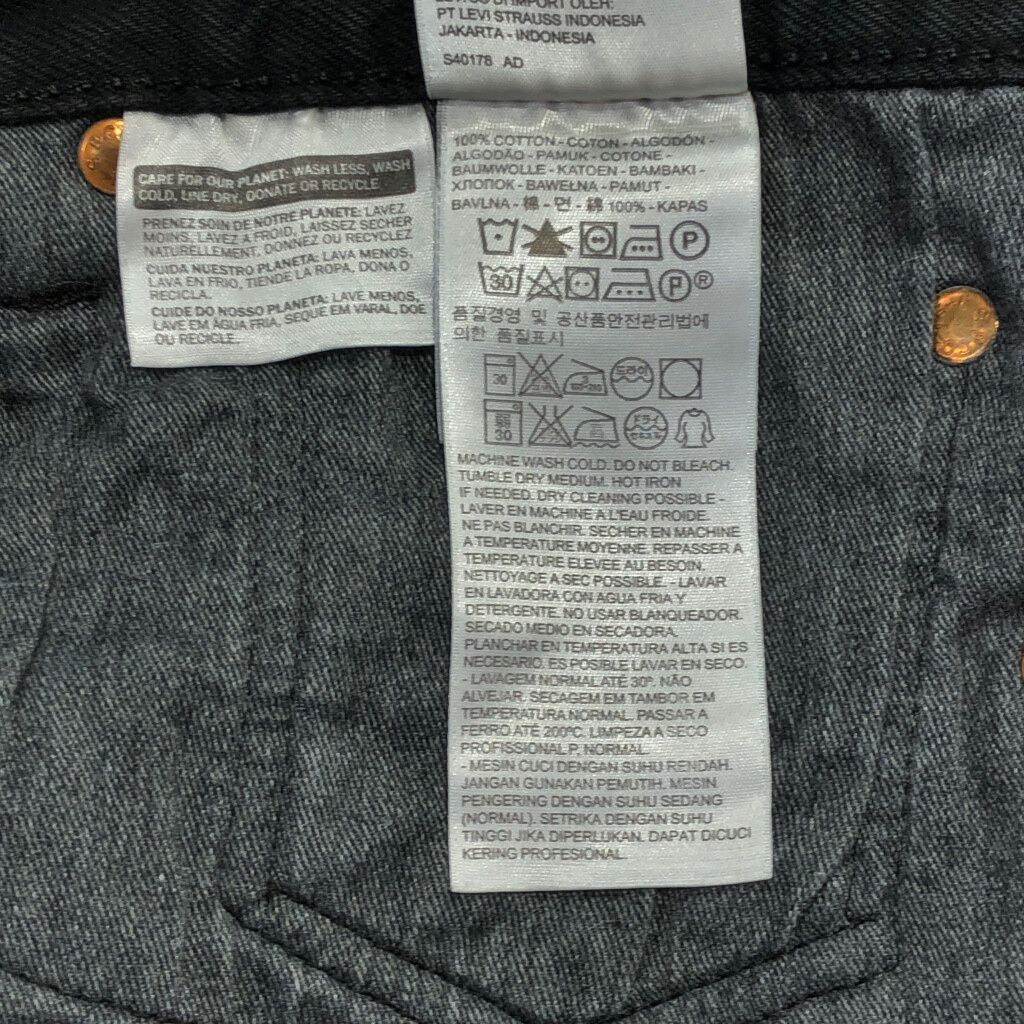 PT LEVI STRAUSS INDONESIA
JAKARTA - INDONESIA
S40178 AD
CARE FOR OUR PLANET: WASH LESS, WASH
COLD, LINE DRY, DONATE OR RECYCLE
PRENEZ SOIN DE NOTRE PLANETE: LAVEZ
MOINS, LAVEZ A FROID, LAISSEZ SECHER
NATURELLEMENT, DONNEZ OU RECYCLEZ
CUIDA NUESTRO PLANETA: LAVA MENOS,
LAVA EN FRIO, TIENDE LA ROPA, DONA O
RECICLA.
CUIDE DO NOSSO PLANETA: LAVE MENOS,
LAVE EM ÁGUA FRIA, SEQUE EM VARAL, DOE
OU RECICLE.
100% COTTON - COTON - ALGODÓN -
ALGODÃO - PAMUK - COTONE -
BAUMWOLLE - KATOEN - BAMBAKI -
ХЛОПОК - BAWEŁNA - PAMUT -
BAVLNA - 棉 - 면 - 綿 100% - KAPAS
P
30 P ®
품질경영 및 공산품안전관리법에
의한 품질표시
30 드라이
30 ドライ
MACHINE WASH COLD. DO NOT BLEACH.
TUMBLE DRY MEDIUM. HOT IRON
IF NEEDED. DRY CLEANING POSSIBLE -
LAVER EN MACHINE A L'EAU FROIDE.
NE PAS BLANCHIR. SECHER EN MACHINE
A TEMPERATURE MOYENNE. REPASSER A
TEMPERATURE ELEVEE AU BESOIN.
NETTOYAGE A SEC POSSIBLE. - LAVAR
EN LAVADORA CON AGUA FRIA Y
DETERGENTE. NO USAR BLANQUEADOR.
SECADO MEDIO EN SECADORA.
PLANCHAR EN TEMPERATURA ALTA SI ES
NECESARIO. ES POSIBLE LAVAR EN SECO.
- LAVAGEM NORMAL ATÉ 30º. NÃO
ALVEJAR. SECAGEM EM TAMBOR EM
TEMPERATURA NORMAL. PASSAR A
FERRO ATÉ 200ºC. LIMPEZA A SECO
PROFISSIONAL P. NORMAL.
- MESIN CUCI DENGAN SUHU RENDAH.
JANGAN GUNAKAN PEMUTIH. MESIN
PENGERING DENGAN SUHU SEDANG
(NORMAL). SETRIKA DENGAN SUHU
TINGGI JIKA DIPERLUKAN. DAPAT DICUCI
KERING PROFESIONAL.